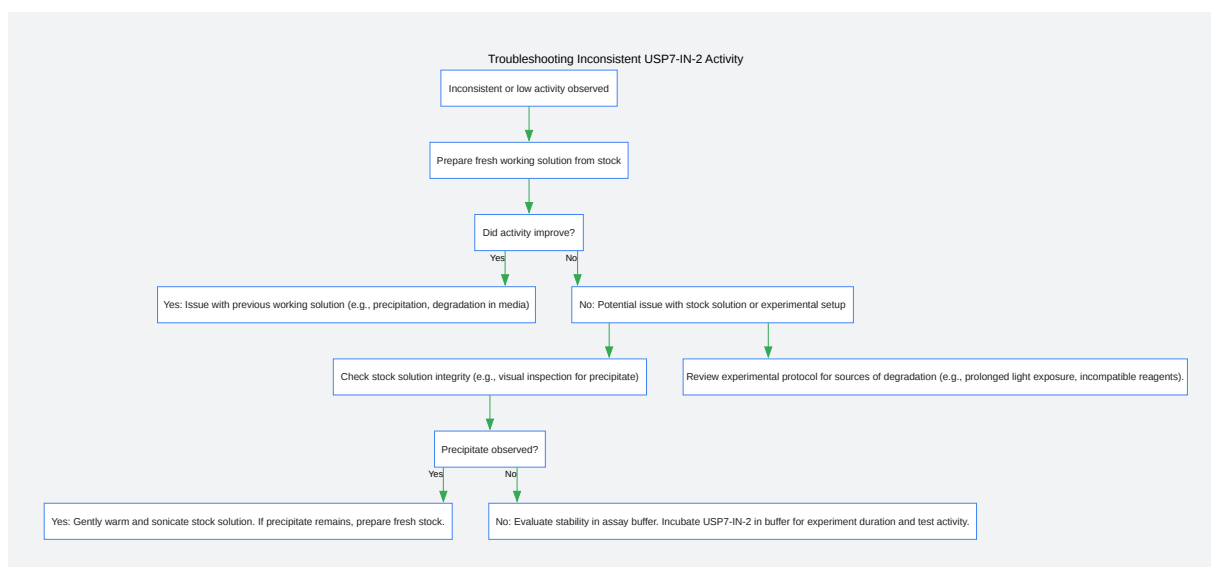 Troubleshooting Inconsistent USP7-IN-2 Activity
Inconsistent or low activity observed
Prepare fresh working solution from stock
Did activity improve?
Yes
No
Yes: Issue with previous working solution (e.g., precipitation, degradation in media)
No: Potential issue with stock solution or experimental setup
Check stock solution integrity (e.g., visual inspection for precipitate)
Review experimental protocol for sources of degradation (e.g., prolonged light exposure, incompatible reagents).
Precipitate observed?
Yes
No
Yes: Gently warm and sonicate stock solution. If precipitate remains, prepare fresh stock.
No: Evaluate stability in assay buffer. Incubate USP7-IN-2 in buffer for experiment duration and test activity.